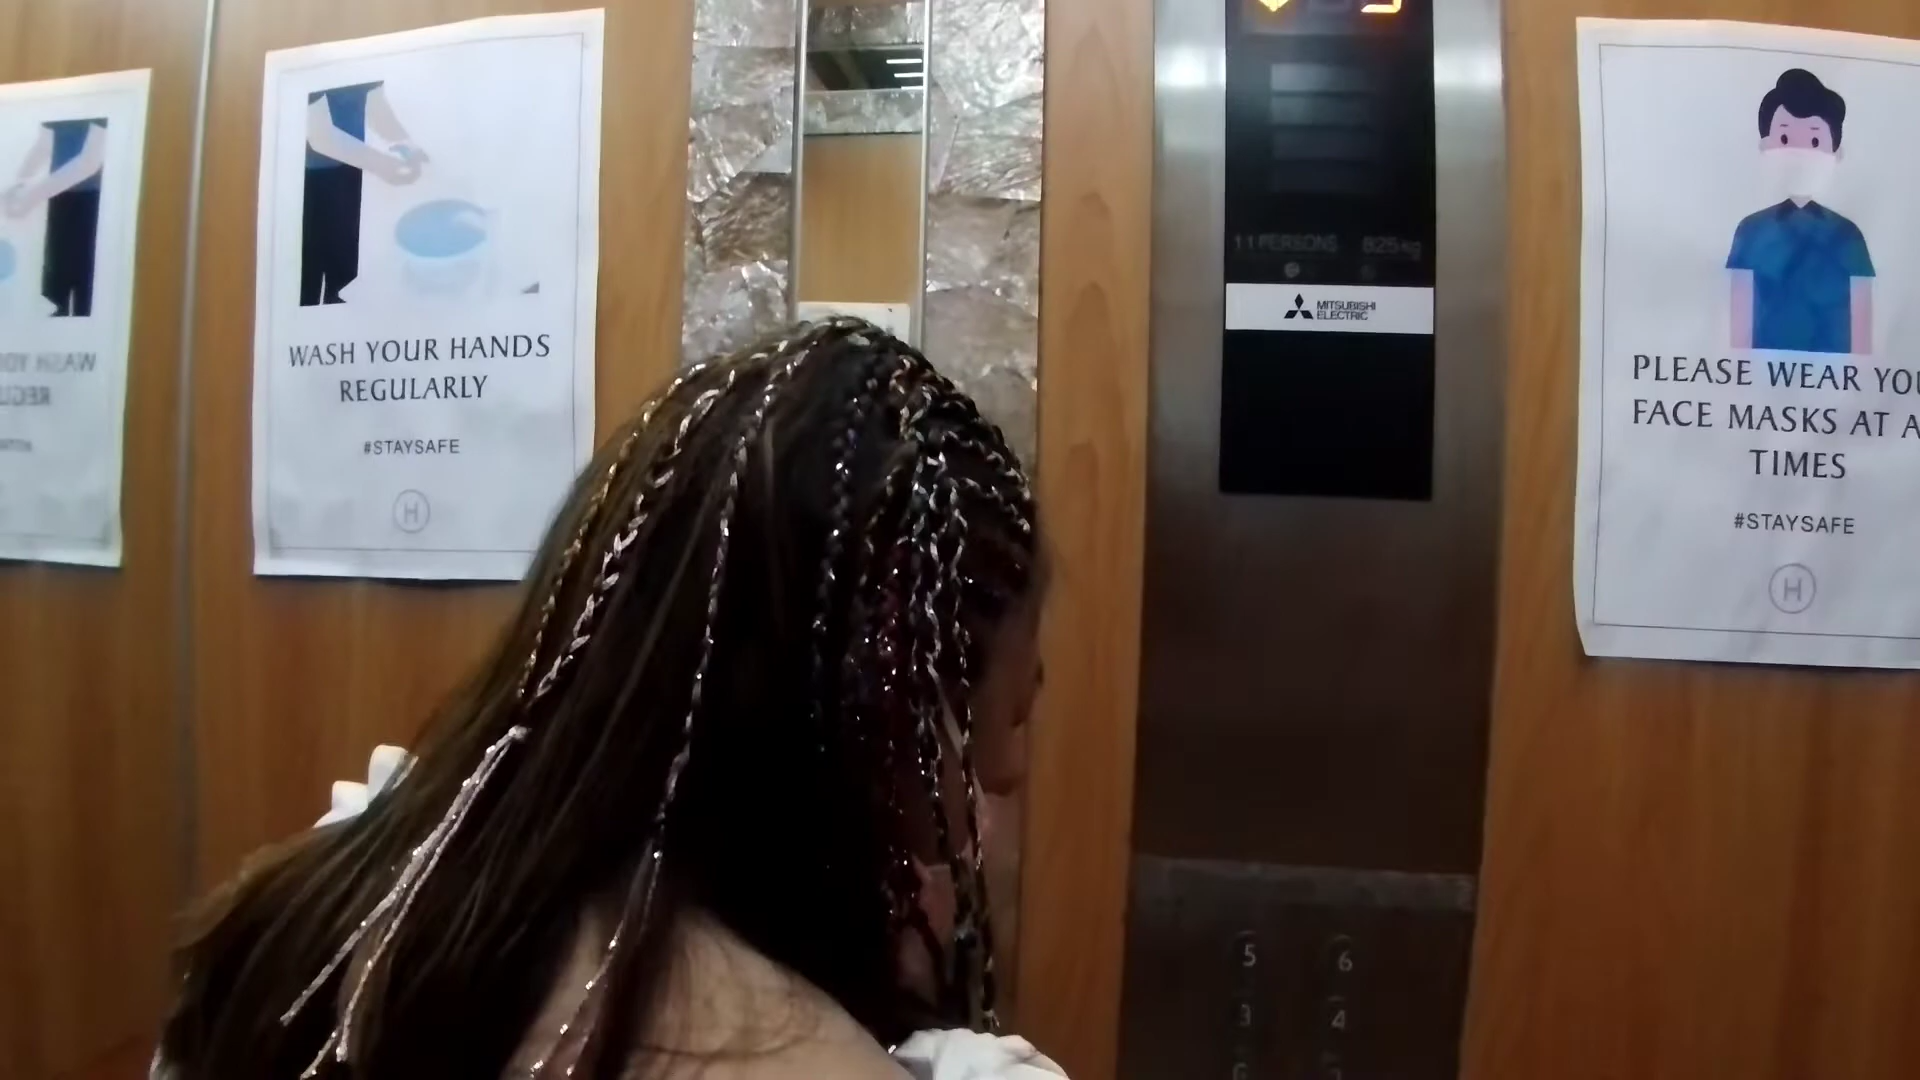 WASH YOUR HANDS
REGULARLY
#STAYSAFE
H
11 PERSONS 825kg
MITSUBISHI
ELECTRIC
5 6
3 4
PLEASE WEAR YOU
FACE MASKS AT A
TIMES
#STAYSAFE
H